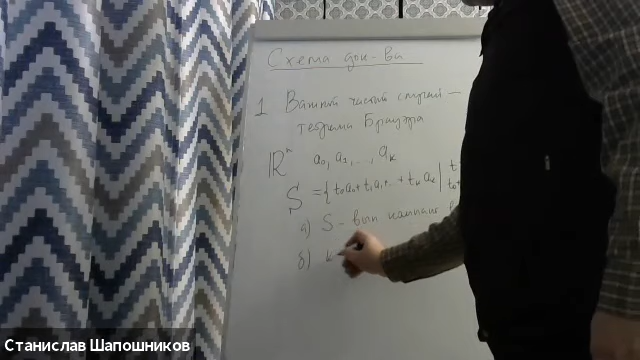 Схема док-ва
1 Важный частный случай —
теорема Брауэра
ℝⁿ a₀, a₁, ..., aₖ
S = { t₀a₀ + t₁a₁ + ... + tₖaₖ | t
t₀+
а) S - вып компакт в
б)
Станислав Шапошников